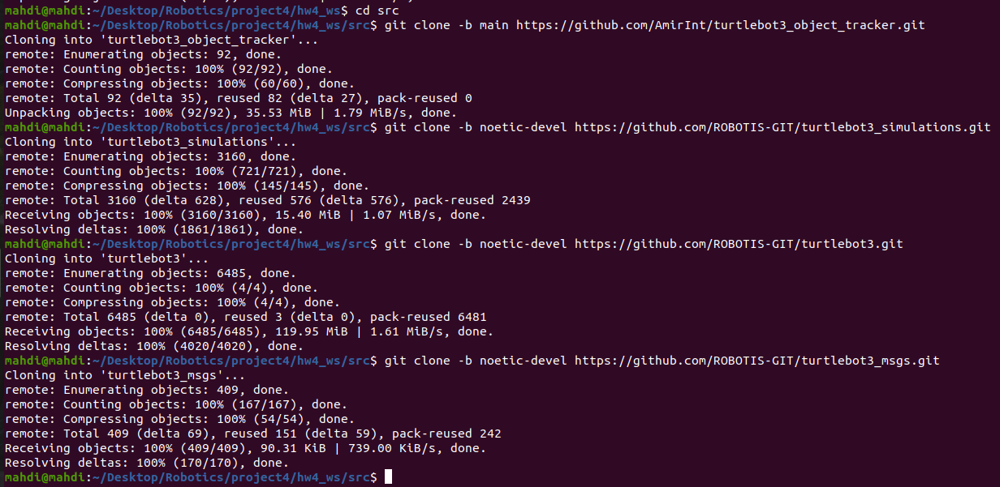 mahdi@mahdi:~/Desktop/Robotics/project4/hw4_ws$ cd src
mahdi@mahdi:~/Desktop/Robotics/project4/hw4_ws/src$ git clone -b main https://github.com/AmirInt/turtlebot3_object_tracker.git
Cloning into 'turtlebot3_object_tracker'...
remote: Enumerating objects: 92, done.
remote: Counting objects: 100% (92/92), done.
remote: Compressing objects: 100% (60/60), done.
remote: Total 92 (delta 35), reused 82 (delta 27), pack-reused 0
Unpacking objects: 100% (92/92), 35.53 MiB | 1.79 MiB/s, done.
mahdi@mahdi:~/Desktop/Robotics/project4/hw4_ws/src$ git clone -b noetic-devel https://github.com/ROBOTIS-GIT/turtlebot3_simulations.git
Cloning into 'turtlebot3_simulations'...
remote: Enumerating objects: 3160, done.
remote: Counting objects: 100% (721/721), done.
remote: Compressing objects: 100% (145/145), done.
remote: Total 3160 (delta 628), reused 576 (delta 576), pack-reused 2439
Receiving objects: 100% (3160/3160), 15.40 MiB | 1.07 MiB/s, done.
Resolving deltas: 100% (1861/1861), done.
mahdi@mahdi:~/Desktop/Robotics/project4/hw4_ws/src$ git clone -b noetic-devel https://github.com/ROBOTIS-GIT/turtlebot3.git
Cloning into 'turtlebot3'...
remote: Enumerating objects: 6485, done.
remote: Counting objects: 100% (4/4), done.
remote: Compressing objects: 100% (4/4), done.
remote: Total 6485 (delta 0), reused 3 (delta 0), pack-reused 6481
Receiving objects: 100% (6485/6485), 119.95 MiB | 1.61 MiB/s, done.
Resolving deltas: 100% (4020/4020), done.
mahdi@mahdi:~/Desktop/Robotics/project4/hw4_ws/src$ git clone -b noetic-devel https://github.com/ROBOTIS-GIT/turtlebot3_msgs.git
Cloning into 'turtlebot3_msgs'...
remote: Enumerating objects: 409, done.
remote: Counting objects: 100% (167/167), done.
remote: Compressing objects: 100% (54/54), done.
remote: Total 409 (delta 69), reused 151 (delta 59), pack-reused 242
Receiving objects: 100% (409/409), 90.31 KiB | 739.00 KiB/s, done.
Resolving deltas: 100% (170/170), done.
mahdi@mahdi:~/Desktop/Robotics/project4/hw4_ws/src$